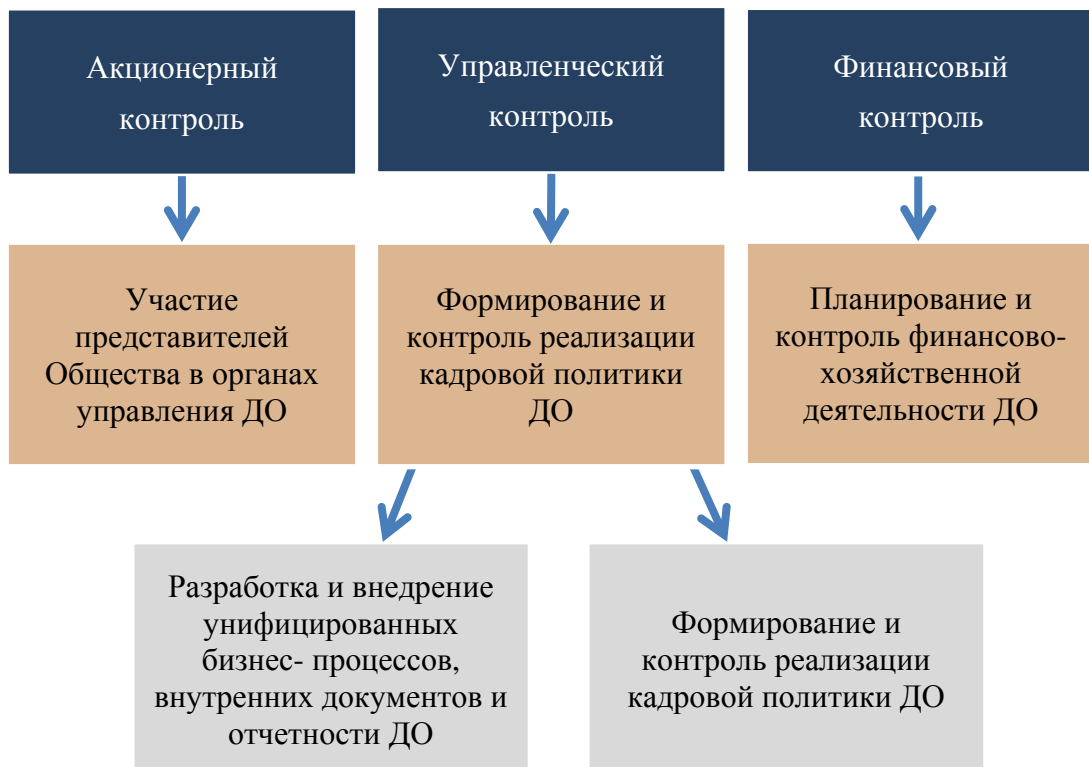 Акционерный
контроль
Управленческий
контроль
Финансовый
контроль
Участие
представителей
Общества в органах
управления ДО
Формирование и
контроль реализации
кадровой политики
ДО
Планирование и
контроль финансово-
хозяйственной
деятельности ДО
Разработка и внедрение
унифицированных
бизнес- процессов,
внутренних документов и
отчетности ДО
Формирование и
контроль реализации
кадровой политики ДО